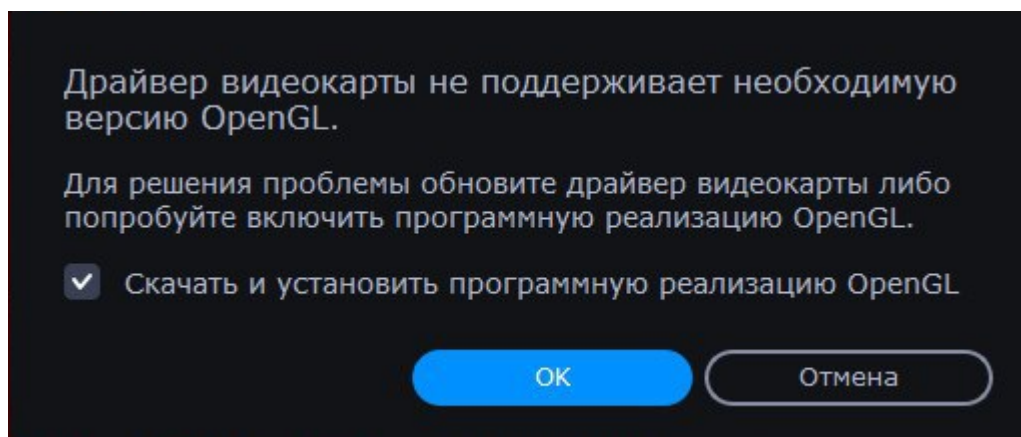 Драйвер видеокарты не поддерживает необходимую
версию OpenGL.
Для решения проблемы обновите драйвер видеокарты либо
попробуйте включить программную реализацию OpenGL.
Скачать и установить программную реализацию OpenGL
OK
Отмена